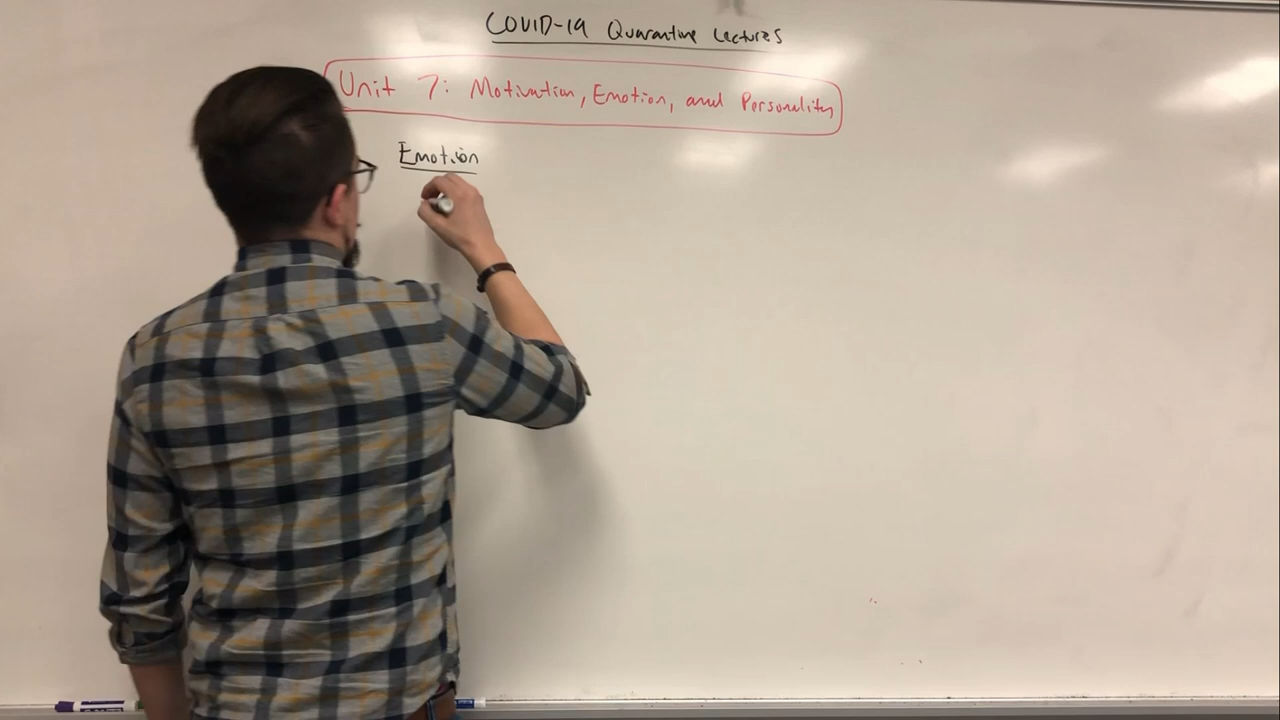 COVID-19 Quarantine Lectures
Unit 7: Motivation, Emotion, and Personality
Emotion